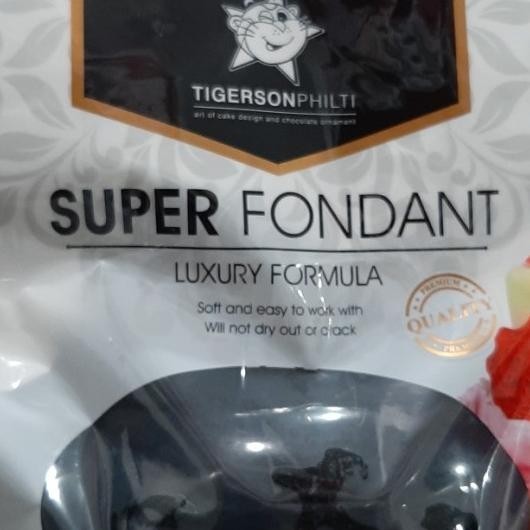 TIGERSONPHILTI
art of cake design and chocolate ornament
SUPER FONDANT
LUXURY FORMULA
Soft and easy to work with
Will not dry out or crack
PREMIUM
QUALITY